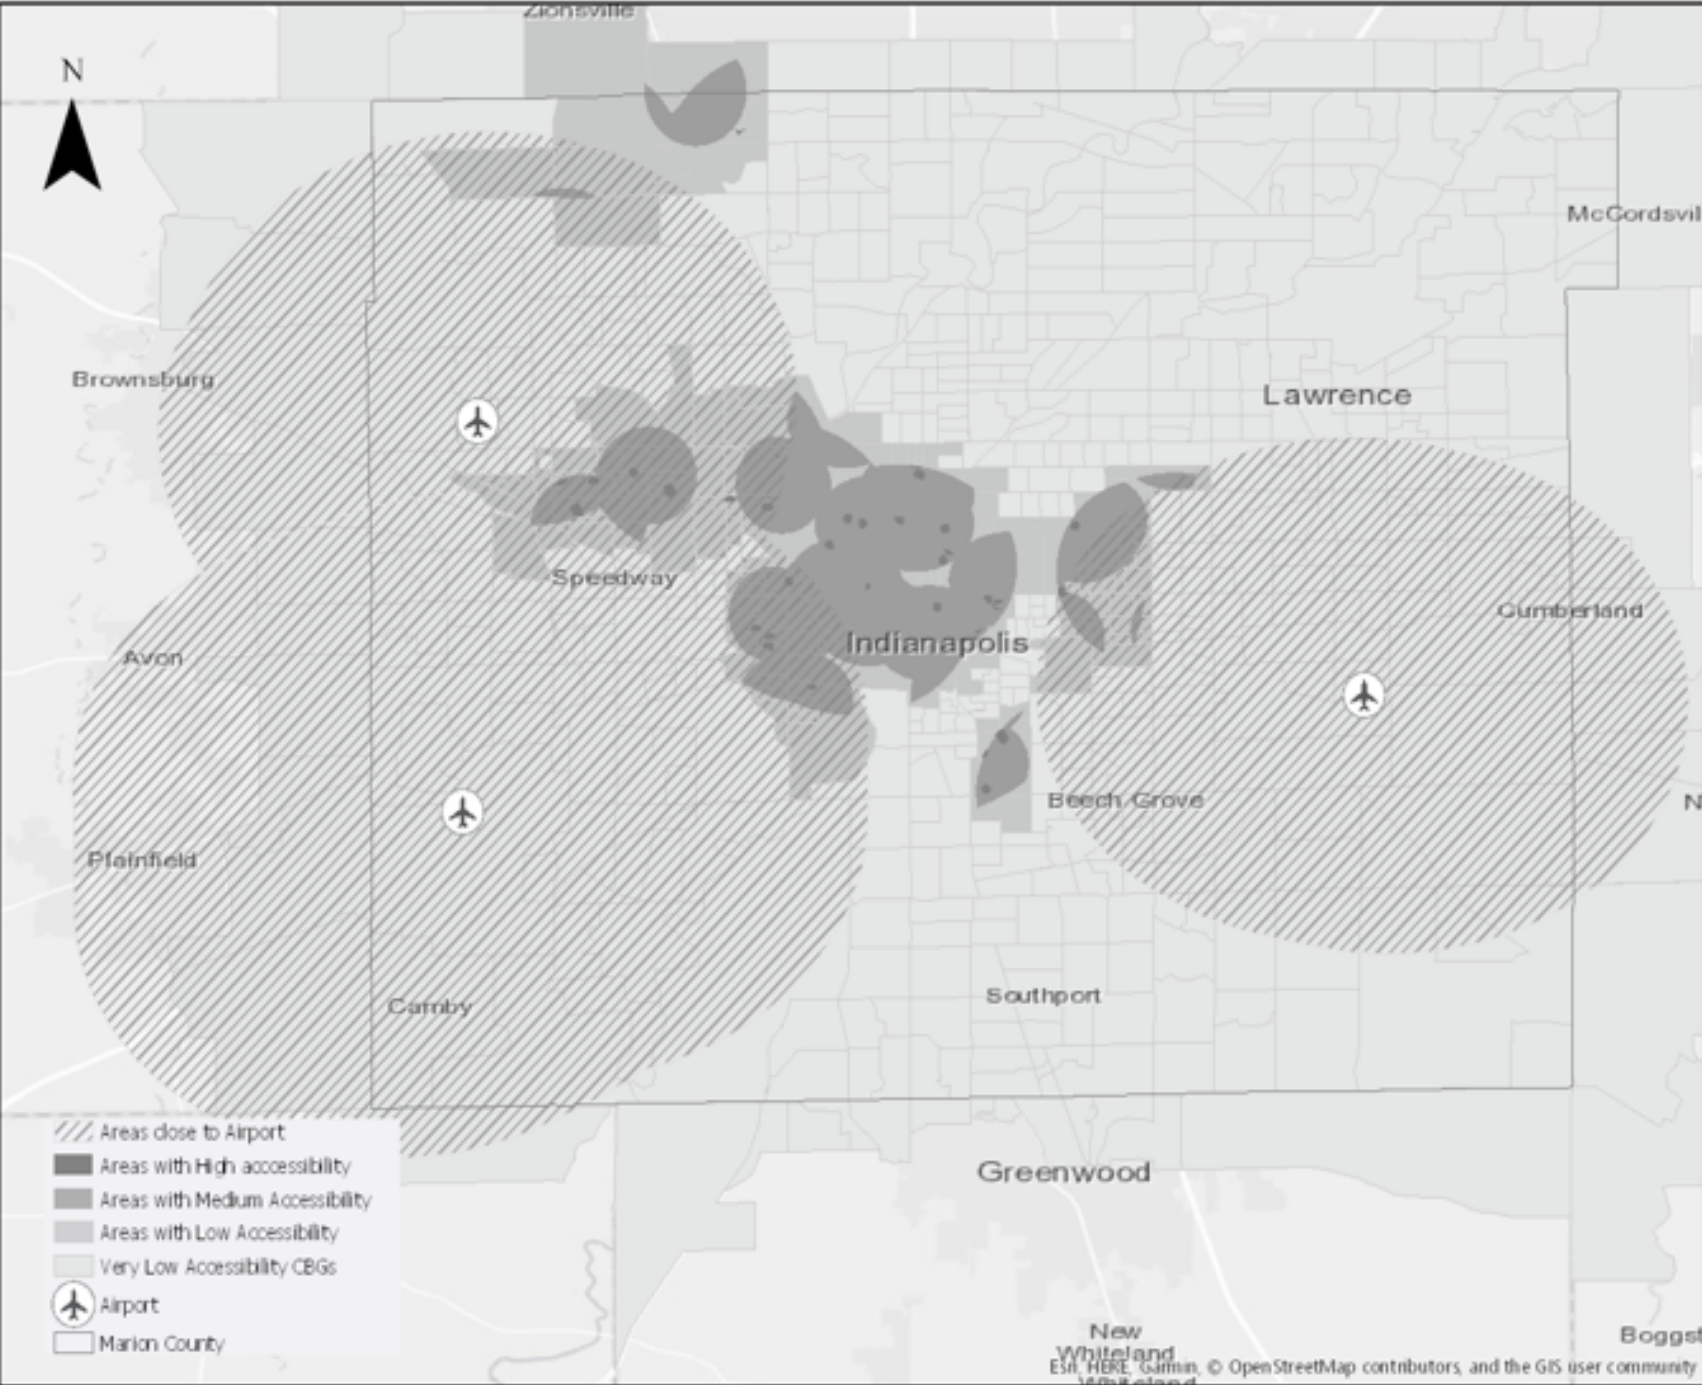 Zionsville
N
McCordsvil
Brownsburg
Lawrence
Speedway
Cumberland
Indianapolis
Avon
Beech Grove
N
Plainfield
Southport
Camby
Areas close to Airport
Areas with High acccessibility
Areas with Medium Accessibility
Areas with Low Accessibility
Very Low Accessibility CBGs
Airport
Marion County
Greenwood
New
Whiteland
Boggst
Esri, HERE, Garmin, © OpenStreetMap contributors, and the GIS user community
Whiteland